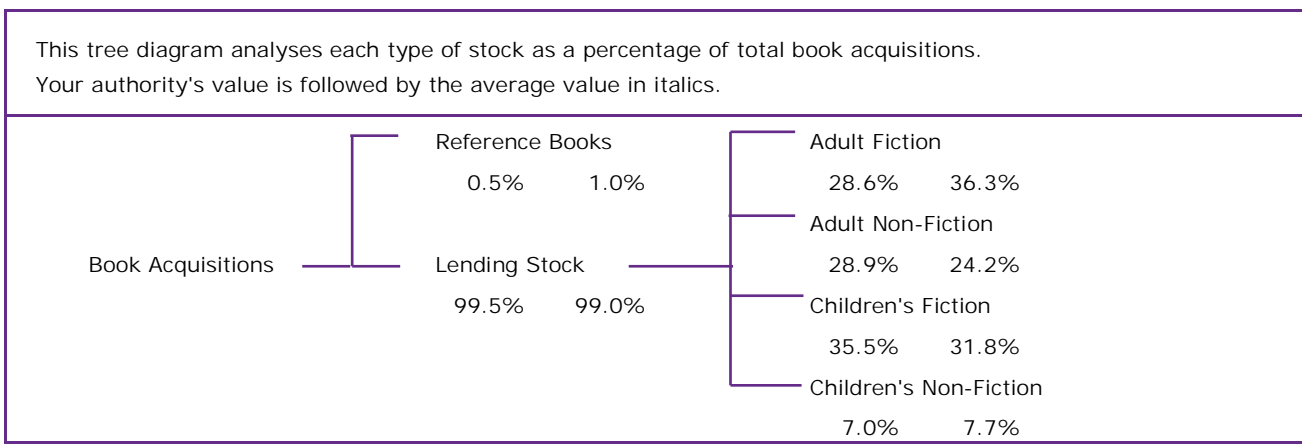 This tree diagram analyses each type of stock as a percentage of total book acquisitions.
Your authority's value is followed by the average value in italics.
Reference Books
0.5% 1.0%
Book Acquisitions
Lending Stock
99.5% 99.0%
Adult Fiction
28.6% 36.3%
Adult Non-Fiction
28.9% 24.2%
Children's Fiction
35.5% 31.8%
Children's Non-Fiction
7.0% 7.7%